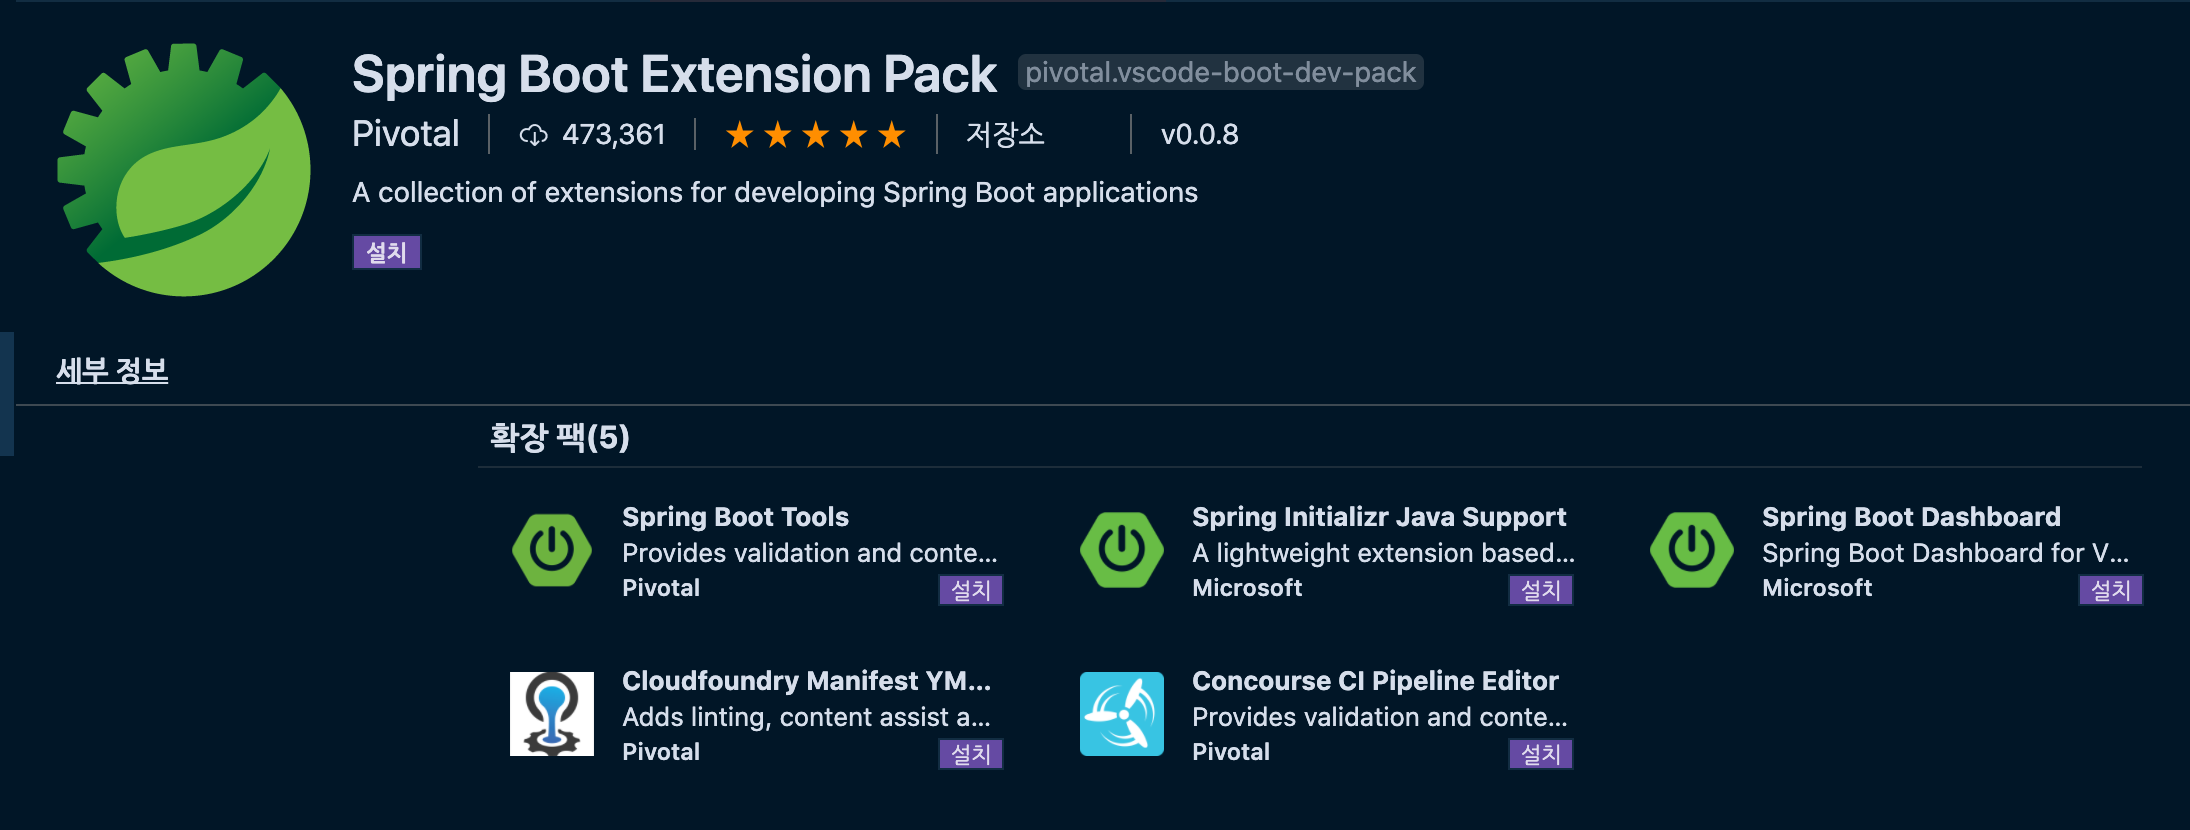 Spring Boot Extension Pack pivotal.vscode-boot-dev-pack
Pivotal 473,361 저장소 v0.0.8
A collection of extensions for developing Spring Boot applications
설치
세부 정보
확장 팩(5)
Spring Boot Tools
Provides validation and conte...
Pivotal 설치
Spring Initializr Java Support
A lightweight extension based...
Microsoft 설치
Spring Boot Dashboard
Spring Boot Dashboard for V...
Microsoft 설치
Cloudfoundry Manifest YM...
Adds linting, content assist a...
Pivotal 설치
Concourse CI Pipeline Editor
Provides validation and conte...
Pivotal 설치